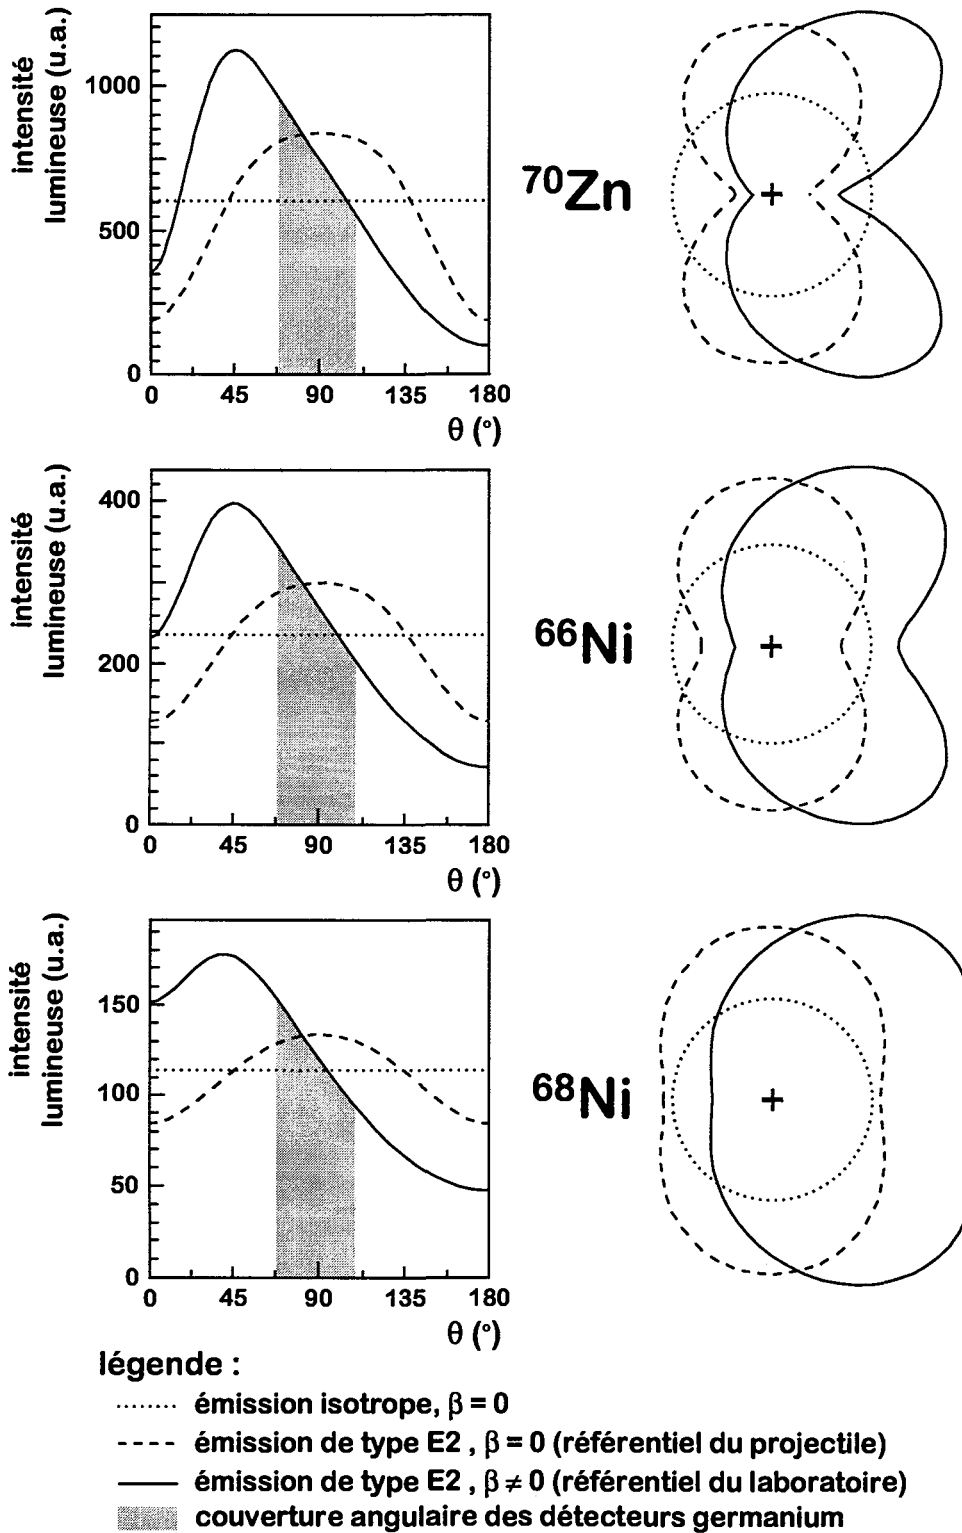 intensité
lumineuse (u.a.)
1000
500
0
0 45 90 135 180
θ (°)
⁷⁰Zn
intensité
lumineuse (u.a.)
400
200
0
0 45 90 135 180
θ (°)
⁶⁶Ni
intensité
lumineuse (u.a.)
150
100
50
0
0 45 90 135 180
θ (°)
⁶⁸Ni
légende :
émission isotrope, β = 0
émission de type E2 , β = 0 (référentiel du projectile)
émission de type E2 , β ≠ 0 (référentiel du laboratoire)
couverture angulaire des détecteurs germanium